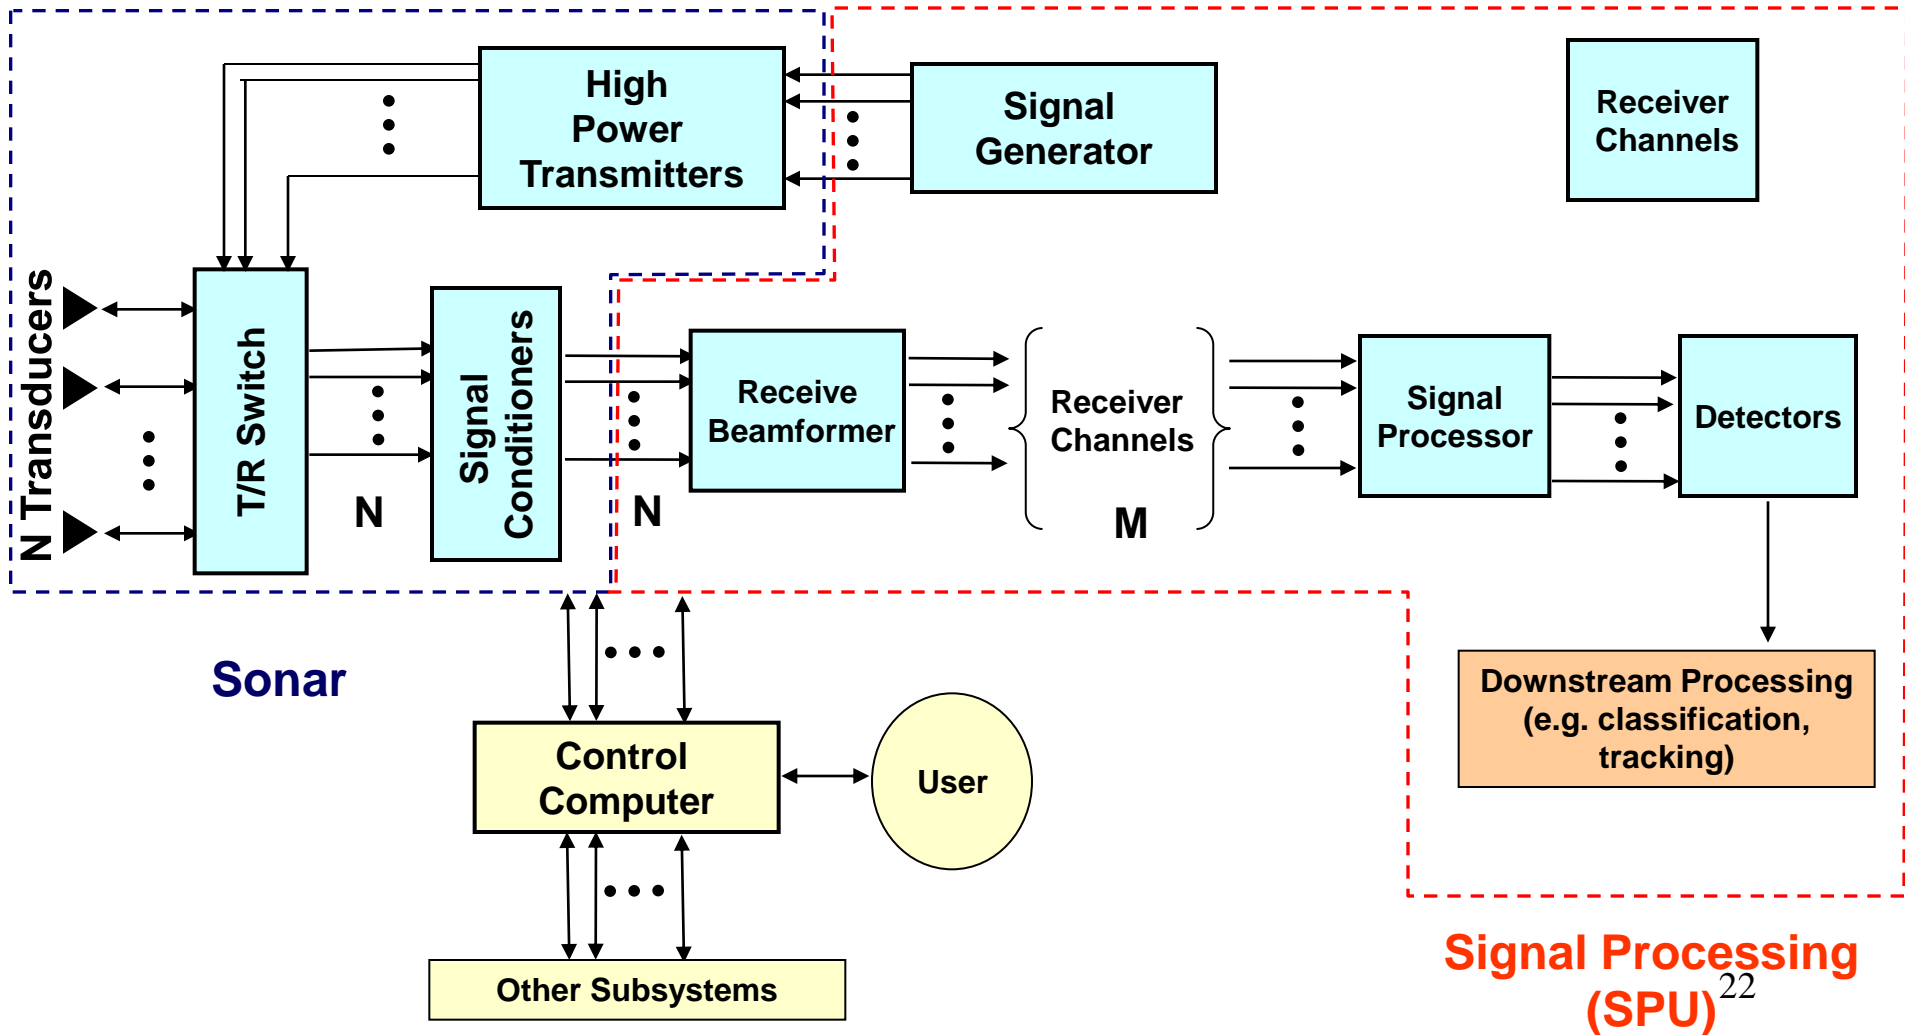 High
Power
Transmitters
Signal
Generator
Receiver
Channels
N Transducers
T/R Switch
N
Signal
Conditioners
N
Receive
Beamformer
Receiver
Channels
M
Signal
Processor
Detectors
Sonar
Control
Computer
User
Downstream Processing
(e.g. classification,
tracking)
Other Subsystems
Signal Processing
(SPU)
22